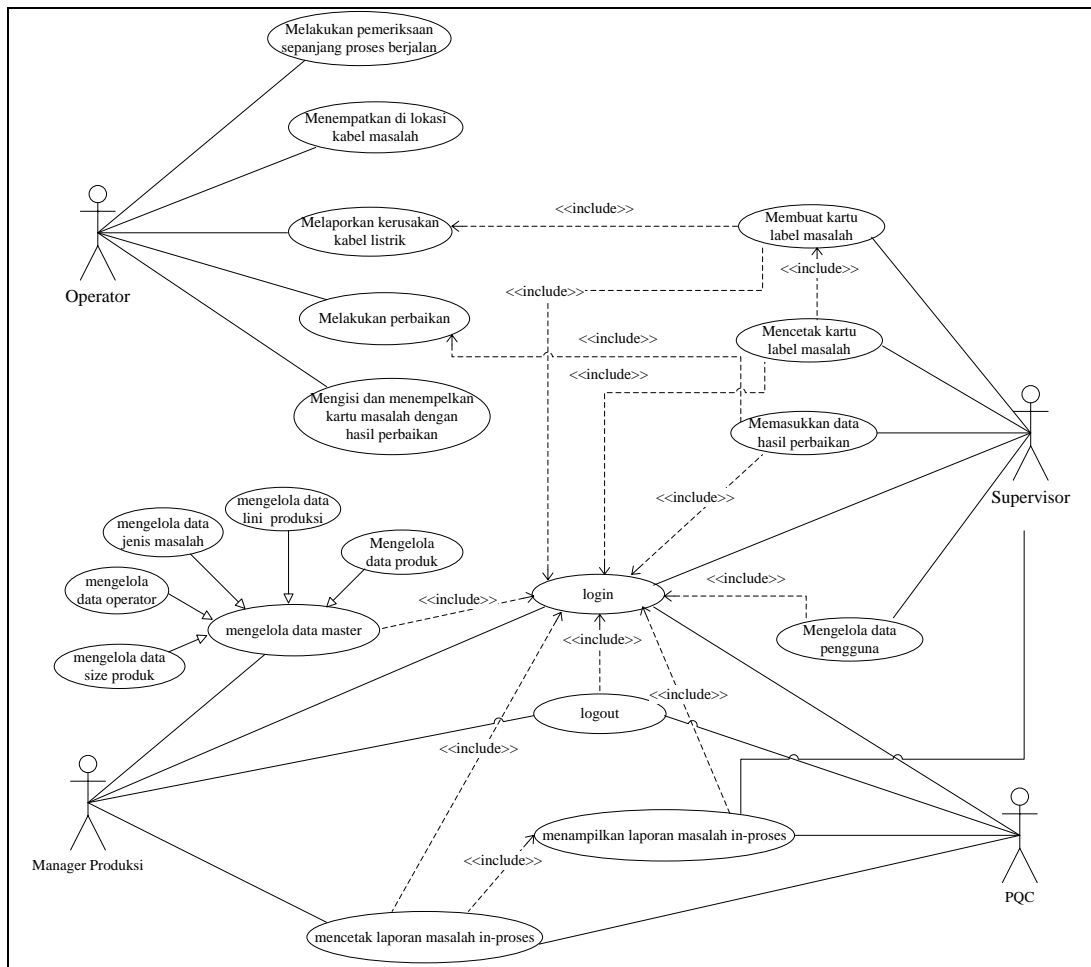 Melakukan pemeriksaan
sepanjang proses berjalan
Menempatkan di lokasi
kabel masalah
Melaporkan kerusakan
kabel listrik
<<include>>
Membuat kartu
label masalah
Operator
<<include>>
<<include>>
Melakukan perbaikan
<<include>>
Mencetak kartu
label masalah
<<include>>
Mengisi dan menempelkan
kartu masalah dengan
hasil perbaikan
Memasukkan data
hasil perbaikan
Supervisor
<<include>>
mengelola data
lini produksi
mengelola data
jenis masalah
Mengelola
data produk
mengelola
data operator
<<include>>
login
<<include>>
mengelola data master
Mengelola data
pengguna
mengelola data
size produk
<<include>>
<<include>>
logout
<<include>>
menampilkan laporan masalah in-proses
Manager Produksi
<<include>>
PQC
mencetak laporan masalah in-proses